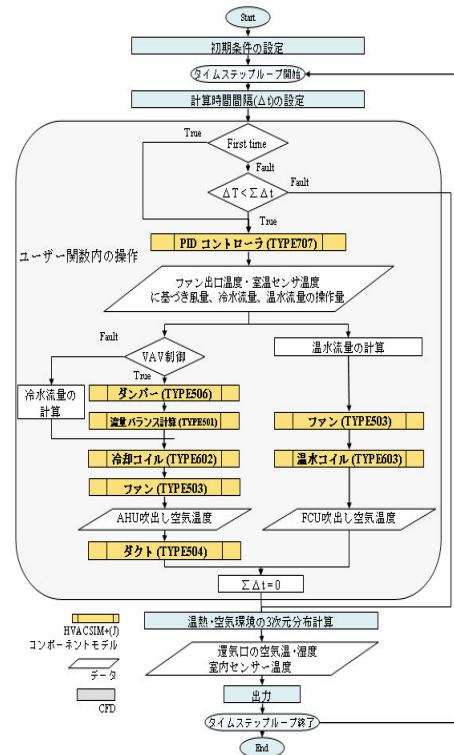 Start
初期条件の設定
タイムステップループ開始
計算時間間隔(Δt)の設定
True
First time
Fault
Fault
ΔT<ΣΔt
True
PID コントローラ (TYPE707)
ユーザー関数内の操作
ファン出口温度・室温センサ温度
に基づき風量、冷水流量、温水流量の操作量
Fault
VAV制御
温水流量の計算
True
冷水流量の
計算
ダンパー (TYPE506)
流量バランス計算 (TYPE501)
ファン (TYPE503)
冷却コイル (TYPE602)
温水コイル (TYPE603)
ファン (TYPE503)
AHU吹出し空気温度
FCU吹出し空気温度
ダクト (TYPE504)
ΣΔt=0
温熱・空気環境の3次元分布計算
HVACSIM+(J)
コンポーネントモデル
還気口の空気温・湿度
室内センサー温度
データ
出力
CFD
タイムステップループ終了
End